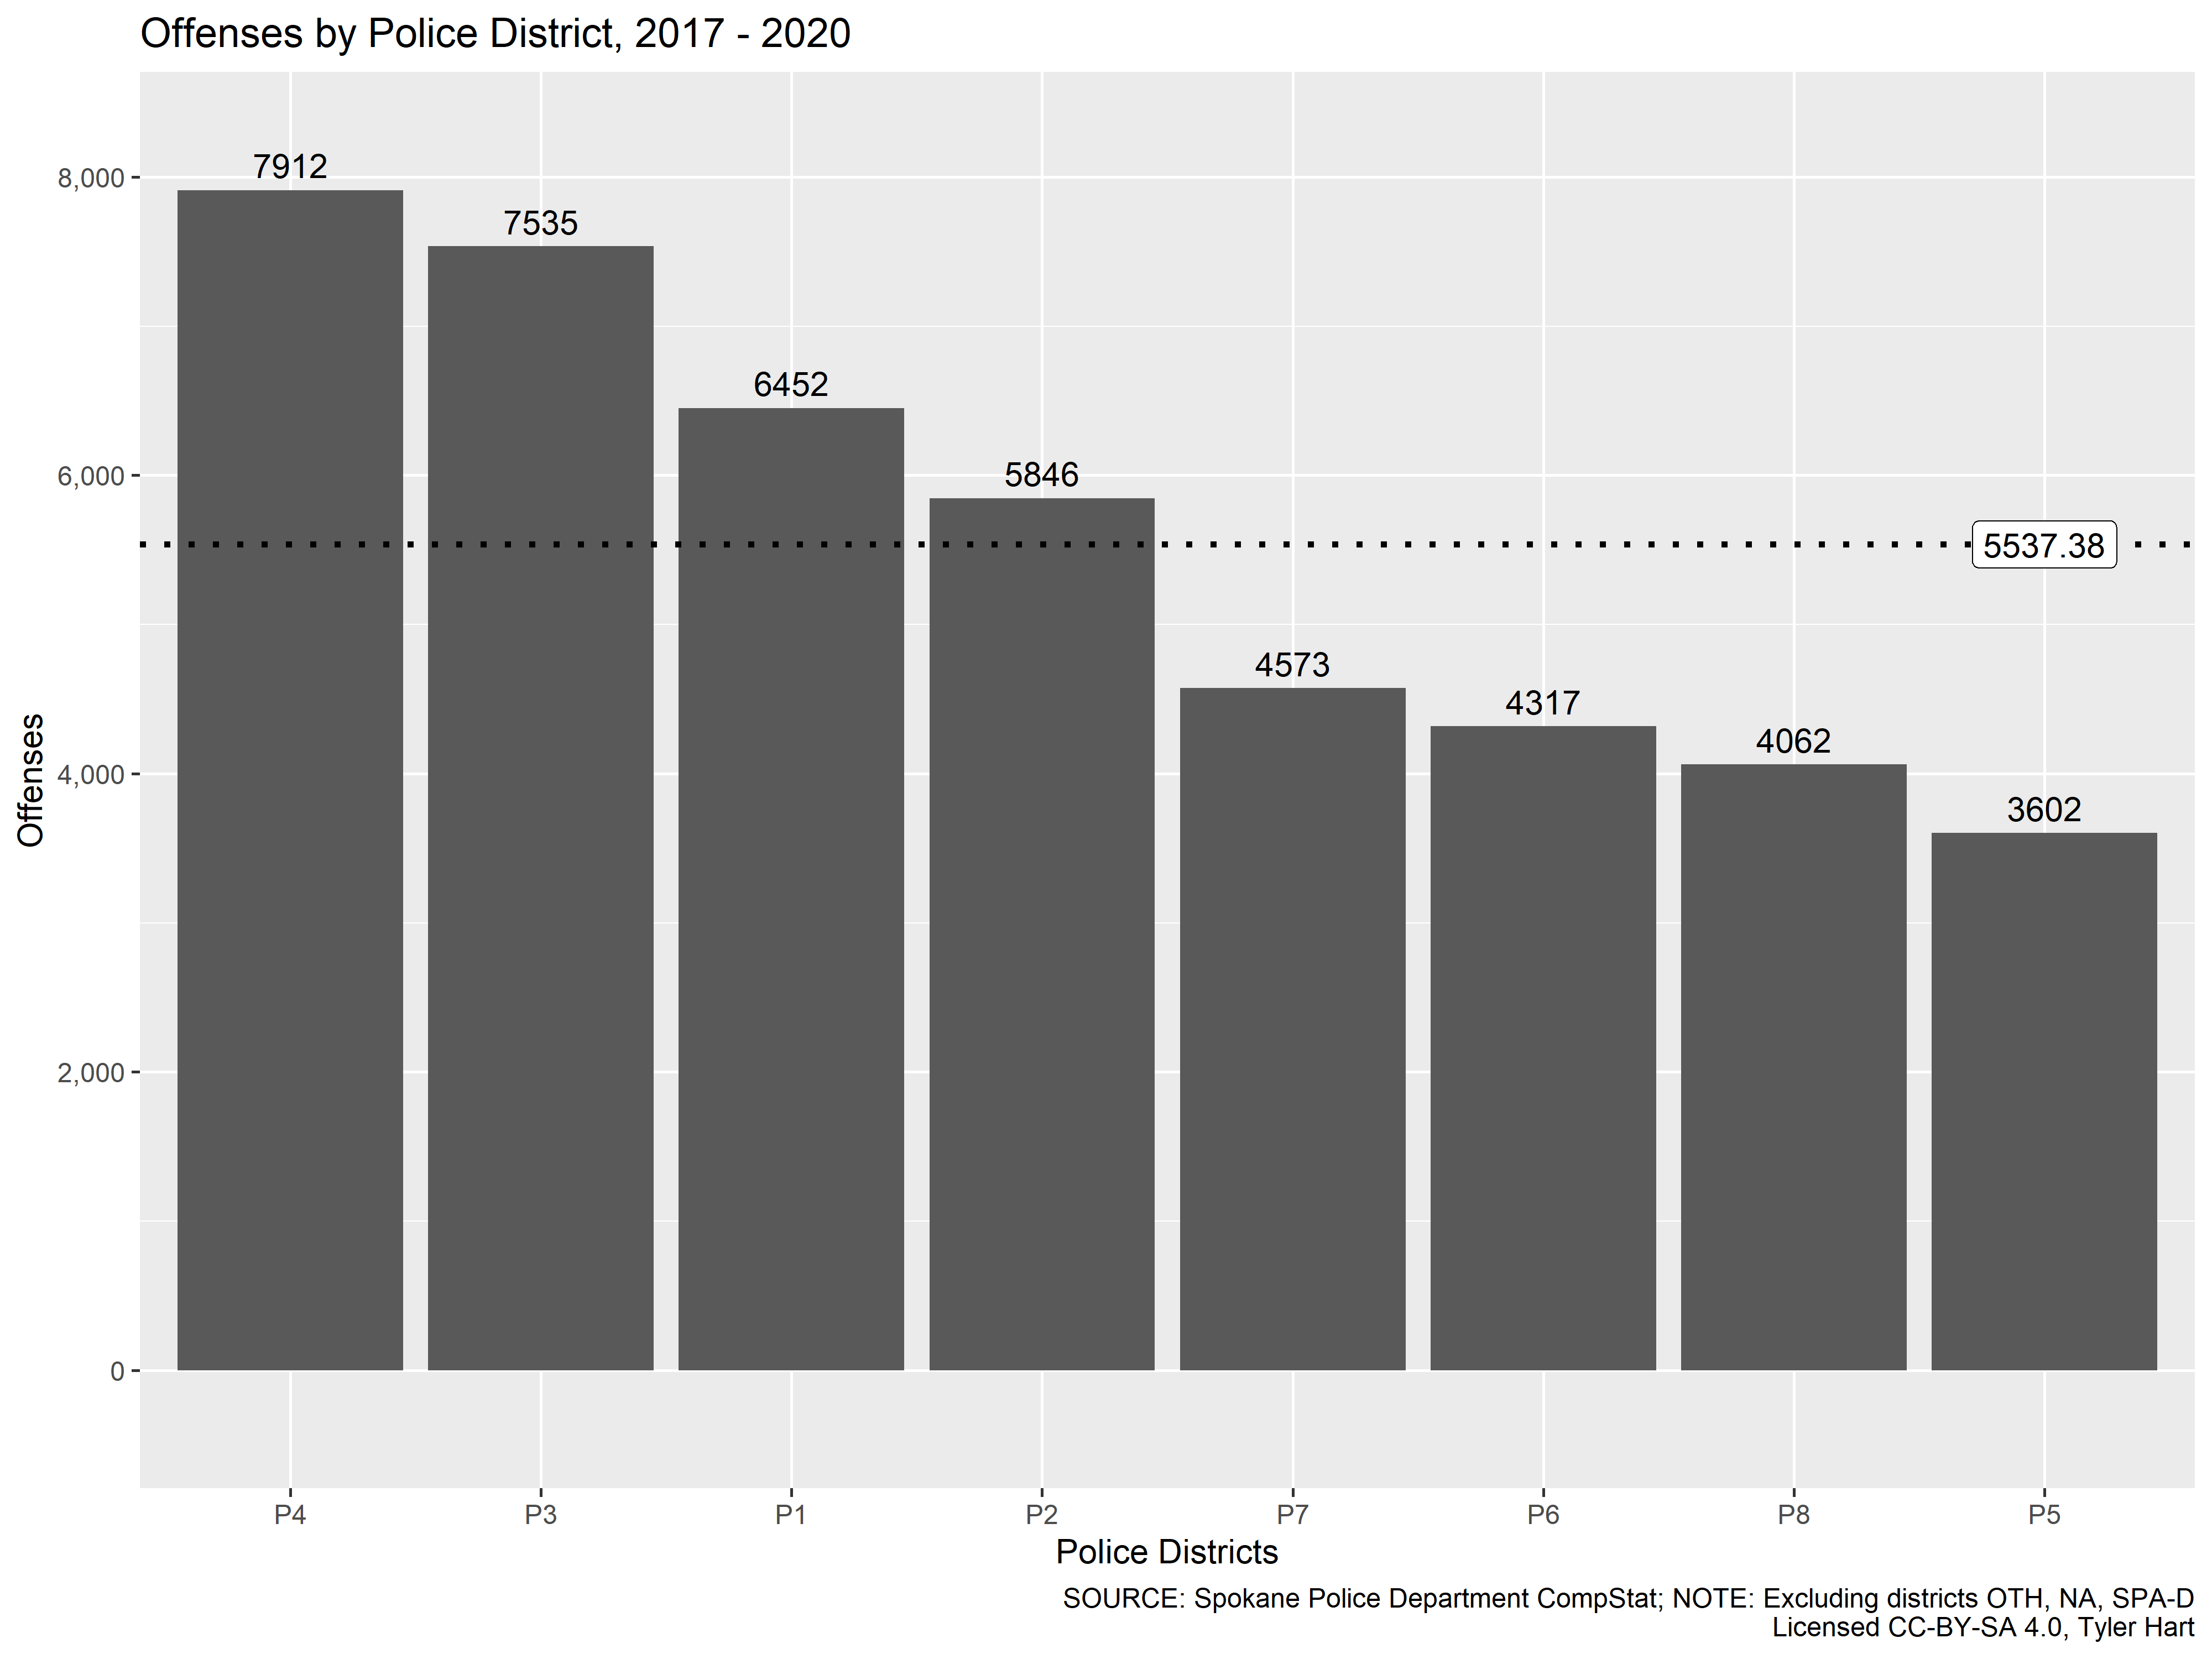 Offenses by Police District, 2017 - 2020
Offenses
8,000
6,000
4,000
2,000
0
7912
7535
6452
5846
4573
4317
4062
3602
5537.38
P4
P3
P1
P2
P7
P6
P8
P5
Police Districts
SOURCE: Spokane Police Department CompStat; NOTE: Excluding districts OTH, NA, SPA-D
Licensed CC-BY-SA 4.0, Tyler Hart